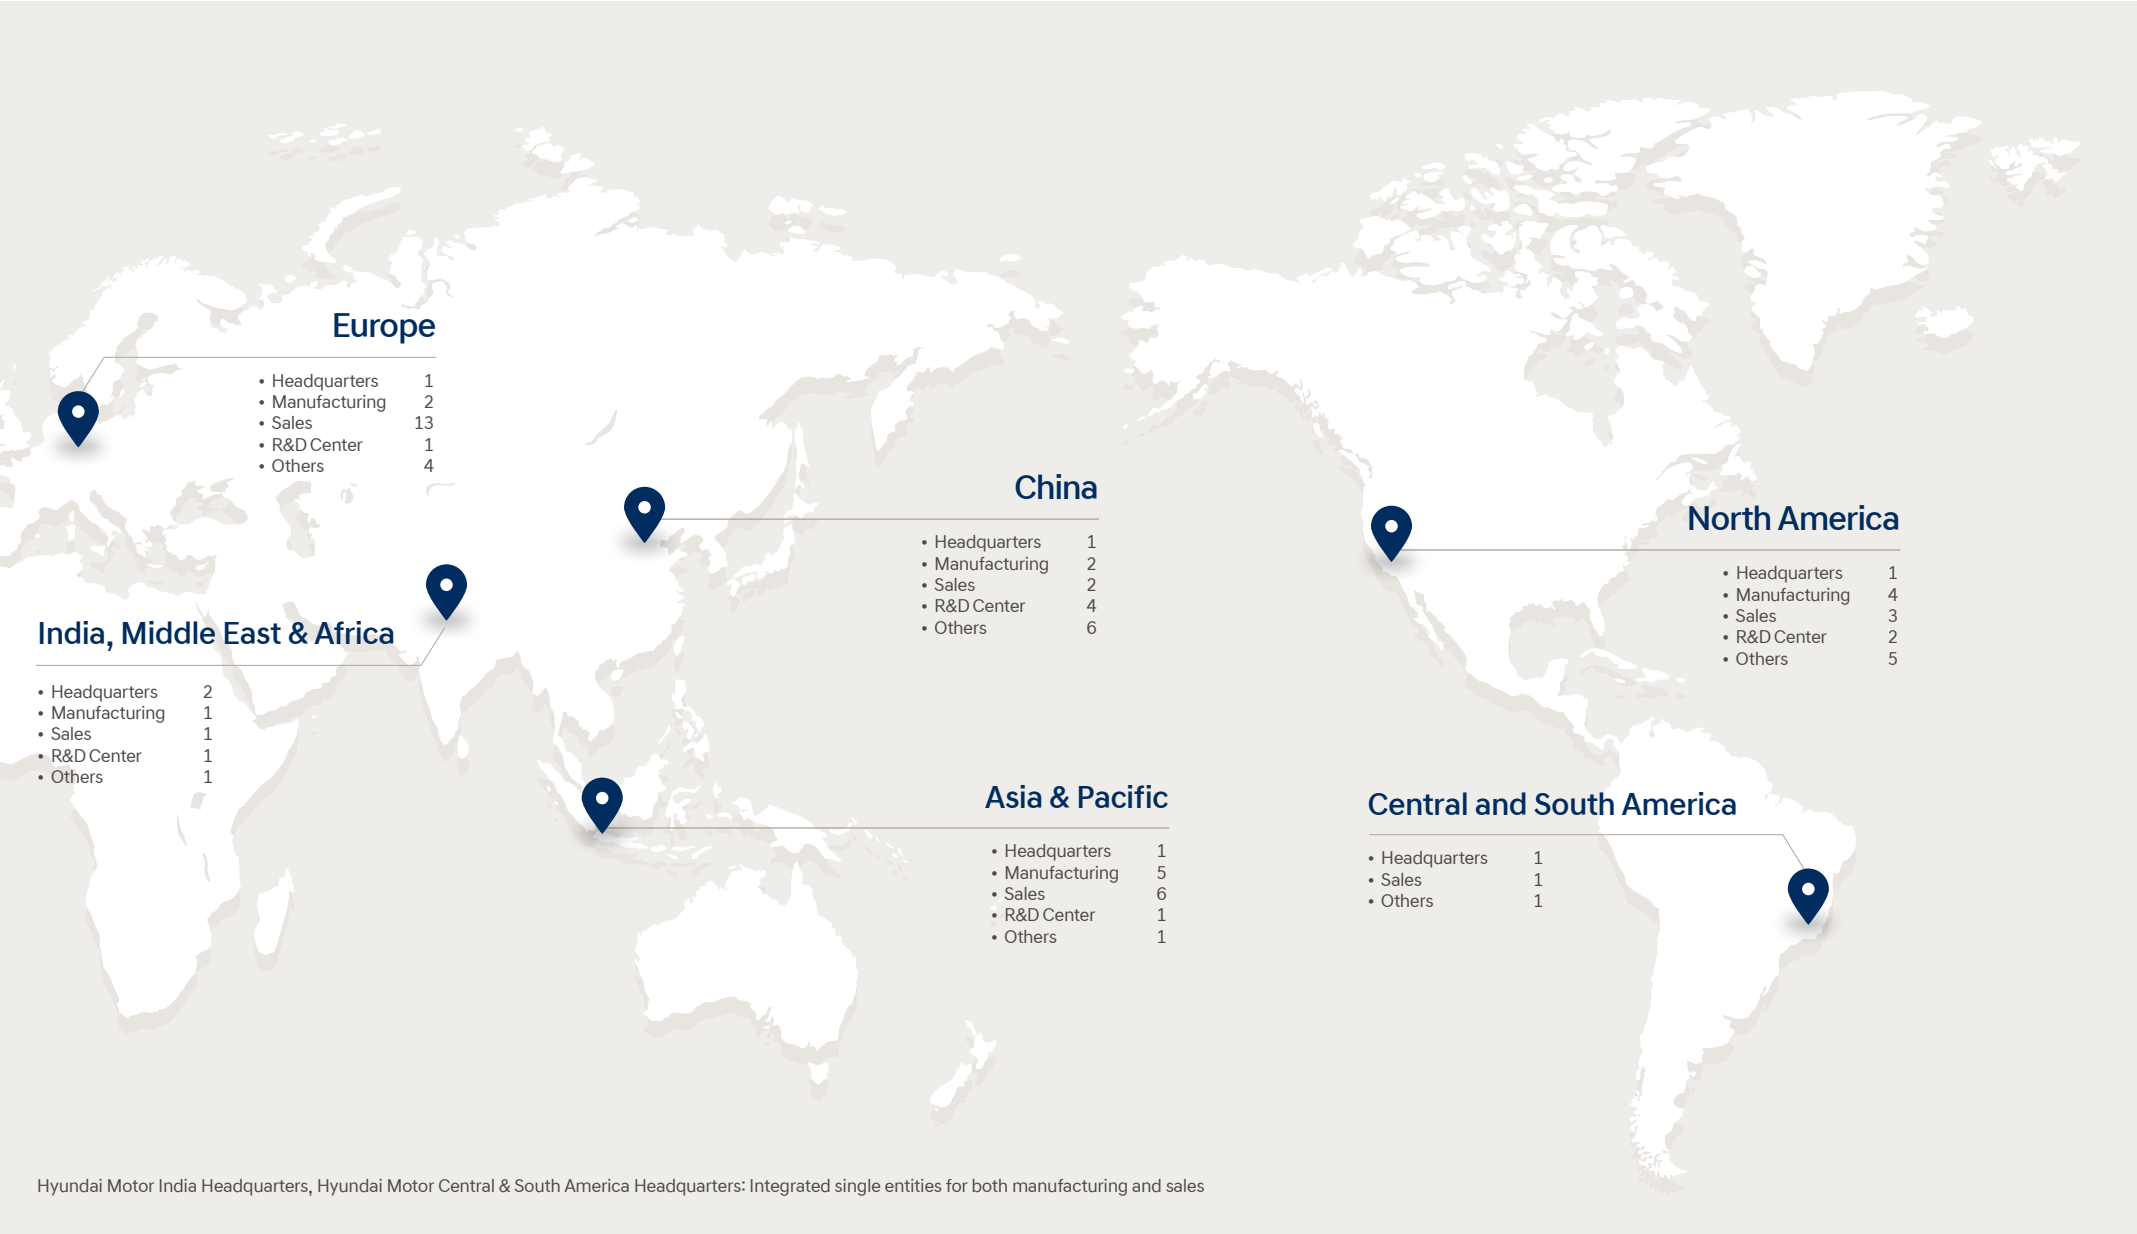 Europe
• Headquarters 1
• Manufacturing 2
• Sales 13
• R&D Center 1
• Others 4
China
• Headquarters 1
• Manufacturing 2
• Sales 2
• R&D Center 4
• Others 6
North America
• Headquarters 1
• Manufacturing 4
• Sales 3
• R&D Center 2
• Others 5
India, Middle East & Africa
• Headquarters 2
• Manufacturing 1
• Sales 1
• R&D Center 1
• Others 1
Asia & Pacific
• Headquarters 1
• Manufacturing 5
• Sales 6
• R&D Center 1
• Others 1
Central and South America
• Headquarters 1
• Sales 1
• Others 1
Hyundai Motor India Headquarters, Hyundai Motor Central & South America Headquarters: Integrated single entities for both manufacturing and sales